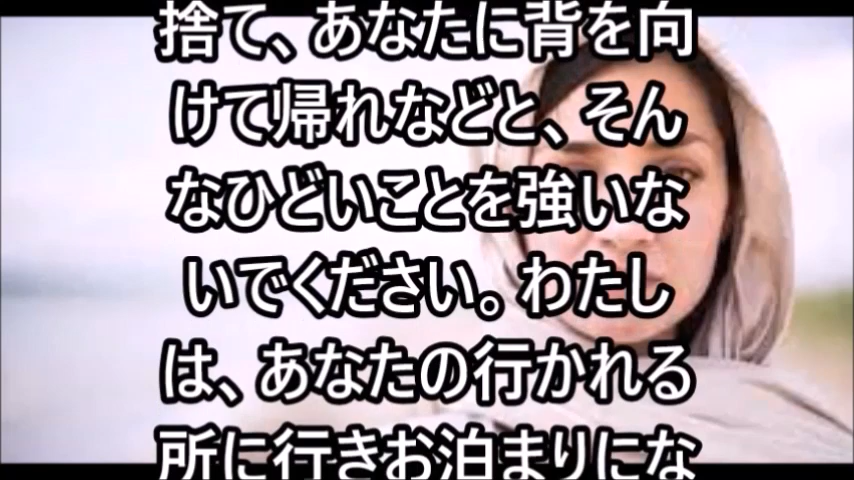 捨て、あなたに背を向
けて帰れなどと、そん
なひどいことを強いな
いでください。わたし
は、あなたの行かれる
所に行きお泊まりにな